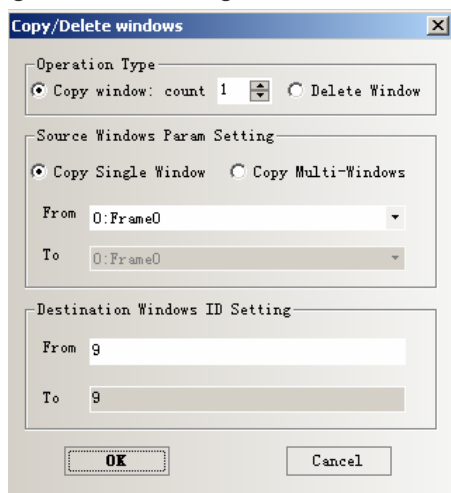 Copy/Delete windows
Operation Type
Copy window: count 1 Delete Window
Source Windows Param Setting
Copy Single Window Copy Multi-Windows
From 0:Frame0
To 0:Frame0
Destination Windows ID Setting
From 9
To 9
OK Cancel